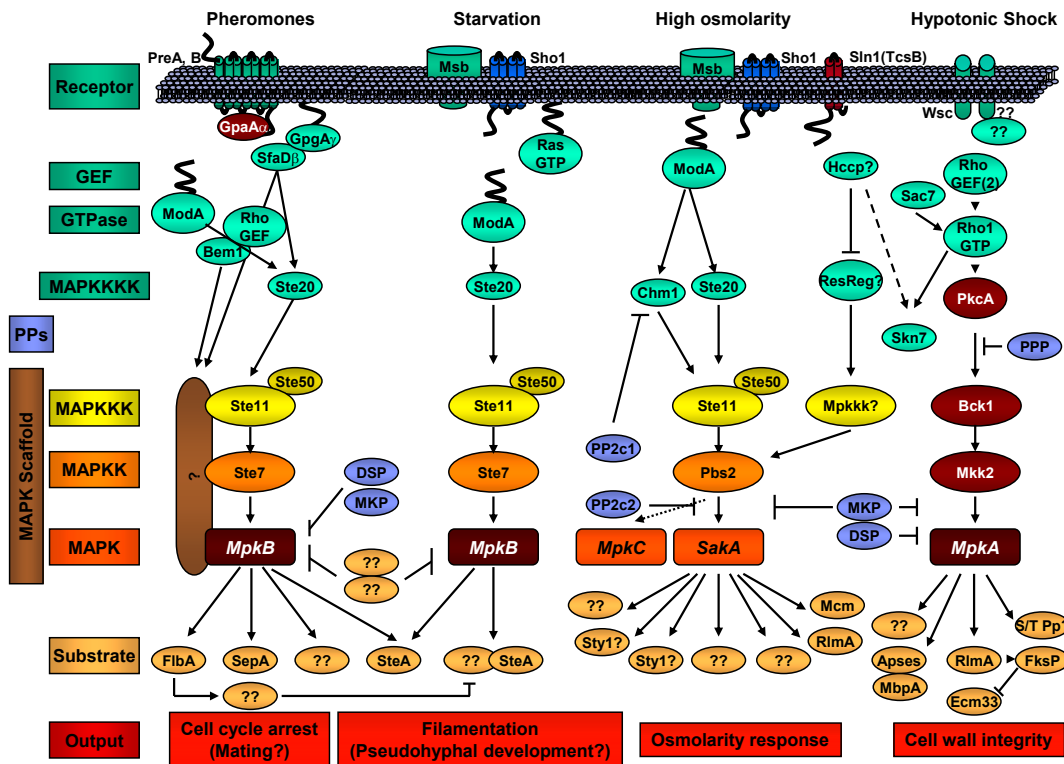 Pheromones
Starvation
High osmolarity
Hypotonic Shock
PreA, B
Msb
Sho1
Msb
Sho1
Sln1(TcsB)
Receptor
GpaAα
GpgAγ
SfaDβ
Ras
GTP
Wsc
??
??
GEF
ModA
Hccp?
Rho
GEF(2)
Sac7
GTPase
ModA
Rho
GEF
Bem1
ModA
Rho1
GTP
MAPKKKK
Ste20
Ste20
Chm1
Ste20
ResReg?
PkcA
PPs
Skn7
PPP
MAPK Scaffold
MAPKKK
?
Ste11
Ste50
Ste11
Ste50
Ste11
Ste50
Mpkkk?
Bck1
PP2c1
MAPKK
Ste7
DSP
MKP
Ste7
Pbs2
Mkk2
PP2c2
MKP
DSP
MAPK
MpkB
??
??
MpkB
MpkC
SakA
MpkA
??
Sty1?
Sty1?
??
??
RlmA
Mcm
??
S/T Pp?
Substrate
FlbA
SepA
??
SteA
??
SteA
Apses
MbpA
RlmA
FksP
Ecm33
??
Output
Cell cycle arrest
(Mating?)
Filamentation
(Pseudohyphal development?)
Osmolarity response
Cell wall integrity